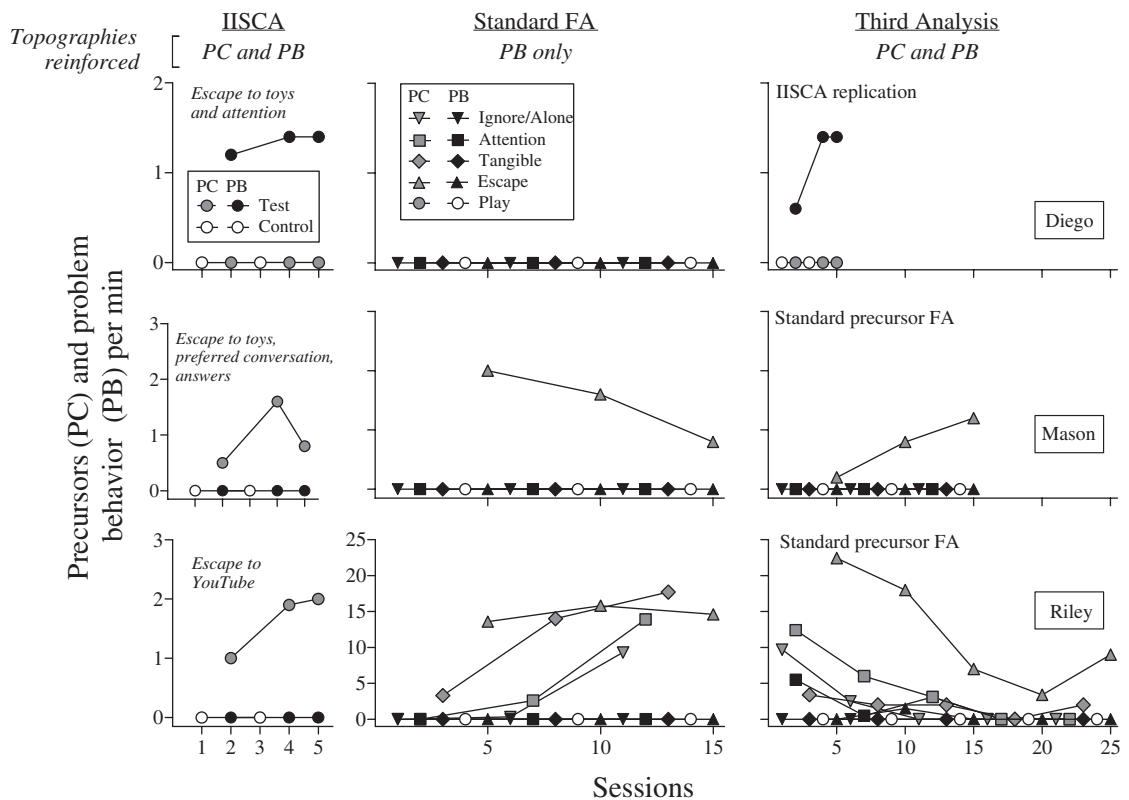 IISCA
Standard FA
Third Analysis
Topographies
reinforced
PC and PB
PB only
PC and PB
2
1
0
Escape to toys
and attention
PC PB
Test
Control
PC PB
Ignore/Alone
Attention
Tangible
Escape
Play
IISCA replication
Diego
Precursors (PC) and problem
behavior (PB) per min
3
2
1
0
Escape to toys,
preferred conversation,
answers
Standard precursor FA
Mason
3
2
1
0
Escape to
YouTube
1 2 3 4 5
25
20
15
10
5
0
5 10 15
Standard precursor FA
Riley
5 10 15 20 25
Sessions